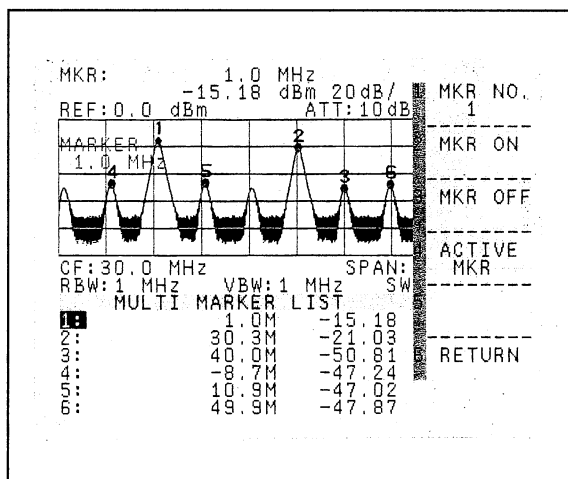 MKR: 1.0 MHz
-15.18 dBm 20dB/
REF:0.0 dBm ATT:10dB
MARKER
1.0 MHz
1
2
4
5
3
6
CF:30.0 MHz SPAN:
RBW:1 MHz VBW:1 MHz SW
MULTI MARKER LIST
1: 1.0M -15.18
2: 30.3M -21.03
3: 40.0M -50.81
4: -8.7M -47.24
5: 10.9M -47.02
6: 49.9M -47.87
MKR NO.
1
MKR ON
MKR OFF
ACTIVE
MKR
RETURN